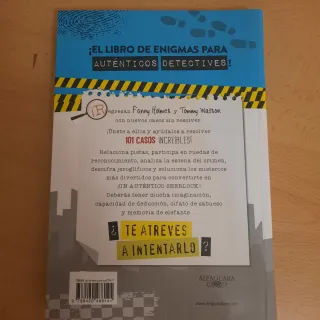 ¡EL LIBRO DE ENIGMAS PARA
AUTÉNTICOS DETECTIVES!
¡Regresan Fanny Holmes y Tommy Watson
con nuevos casos sin resolver!
¡Únete a ellos y ayúdalos a resolver
101 CASOS INCREÍBLES!
Relaciona pistas, participa en ruedas de
reconocimiento, analiza la escena del crimen,
descifra jeroglíficos y soluciona los misterios
más divertidos para convertirte en
¡UN AUTÉNTICO SHERLOCK!
Deberás tener mucha imaginación,
capacidad de deducción, olfato de sabueso
y memoria de elefante.
¿TE ATREVES
A INTENTARLO?
ALFAGUARA